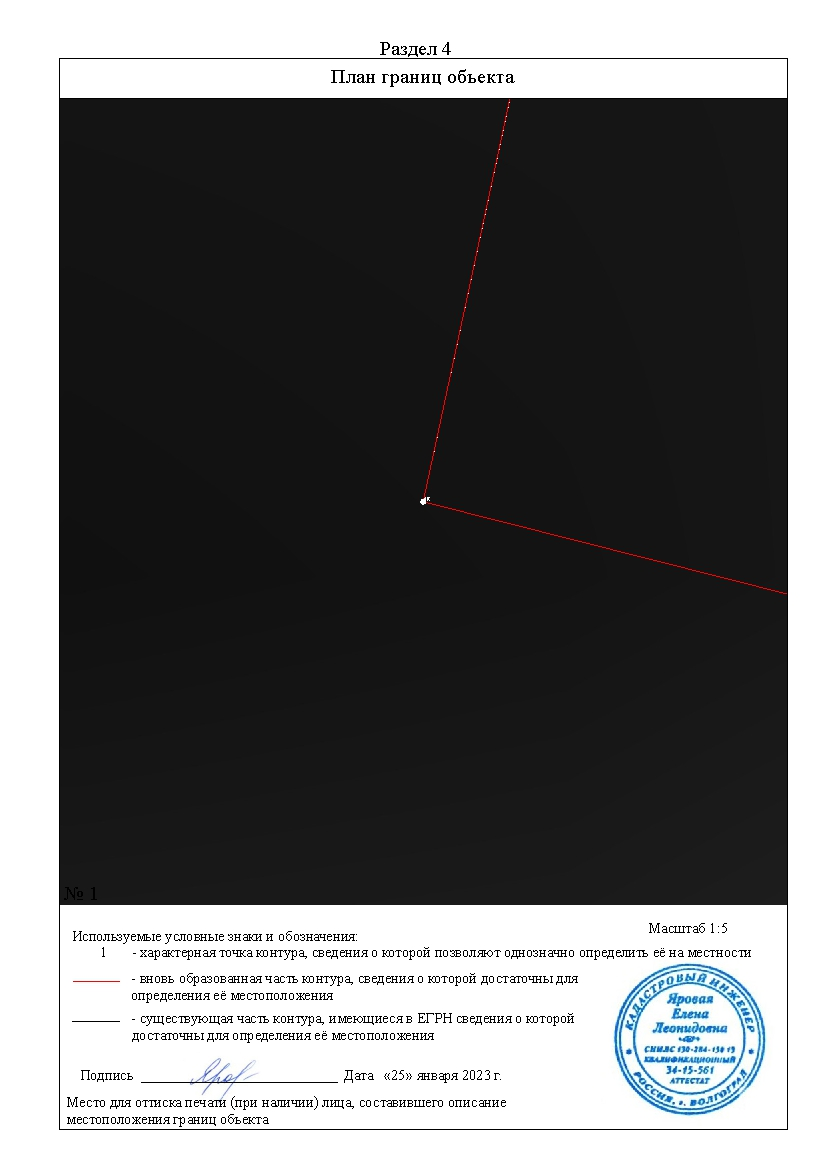 Раздел 4
План границ объекта
№ 1
Масштаб 1:5
Используемые условные знаки и обозначения:
1 - характерная точка контура, сведения о которой позволяют однозначно определить её на местности
- вновь образованная часть контура, сведения о которой достаточны для
определения её местоположения
- существующая часть контура, имеющиеся в ЕГРН сведения о которой
достаточны для определения её местоположения
Подпись Дата «25» января 2023 г.
Место для оттиска печати (при наличии) лица, составившего описание
местоположения границ объекта
КАДАСТРОВЫЙ ИНЖЕНЕР
Яровая
Елена
Леонидовна
СНИЛС
КВАЛИФИКАЦИОННЫЙ
34-15-561
АТТЕСТАТ
РОССИЯ, г. ВОЛГОГРАД